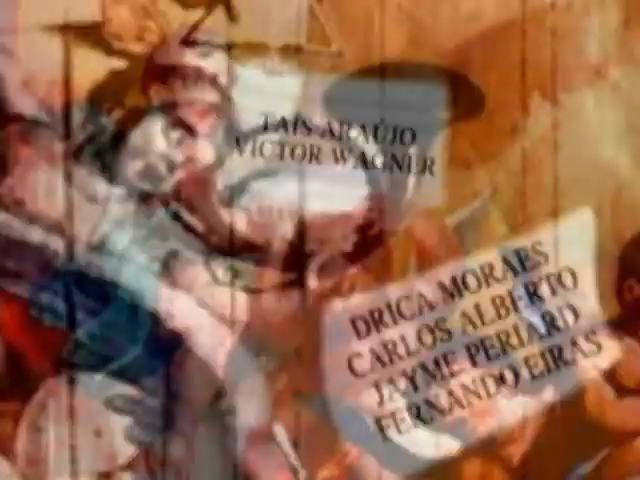 TAÍS ARAÚJO
VICTOR WAGNER
DRICA MORAES
CARLOS ALBERTO
JAYME PERIARD
FERNANDO EIRAS